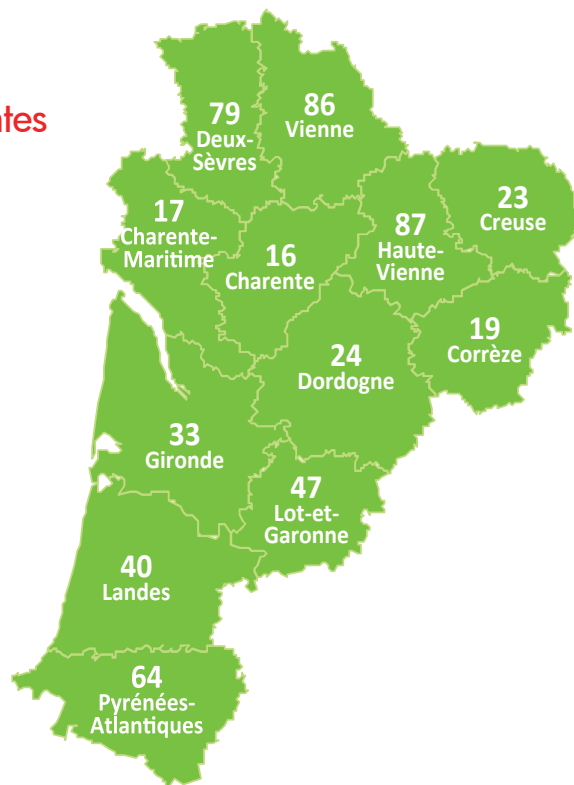 ntes
79
Deux-
Sèvres
86
Vienne
17
Charente-
Maritime
16
Charente
87
Haute-
Vienne
23
Creuse
19
Corrèze
24
Dordogne
33
Gironde
47
Lot-et-
Garonne
40
Landes
64
Pyrénées-
Atlantiques